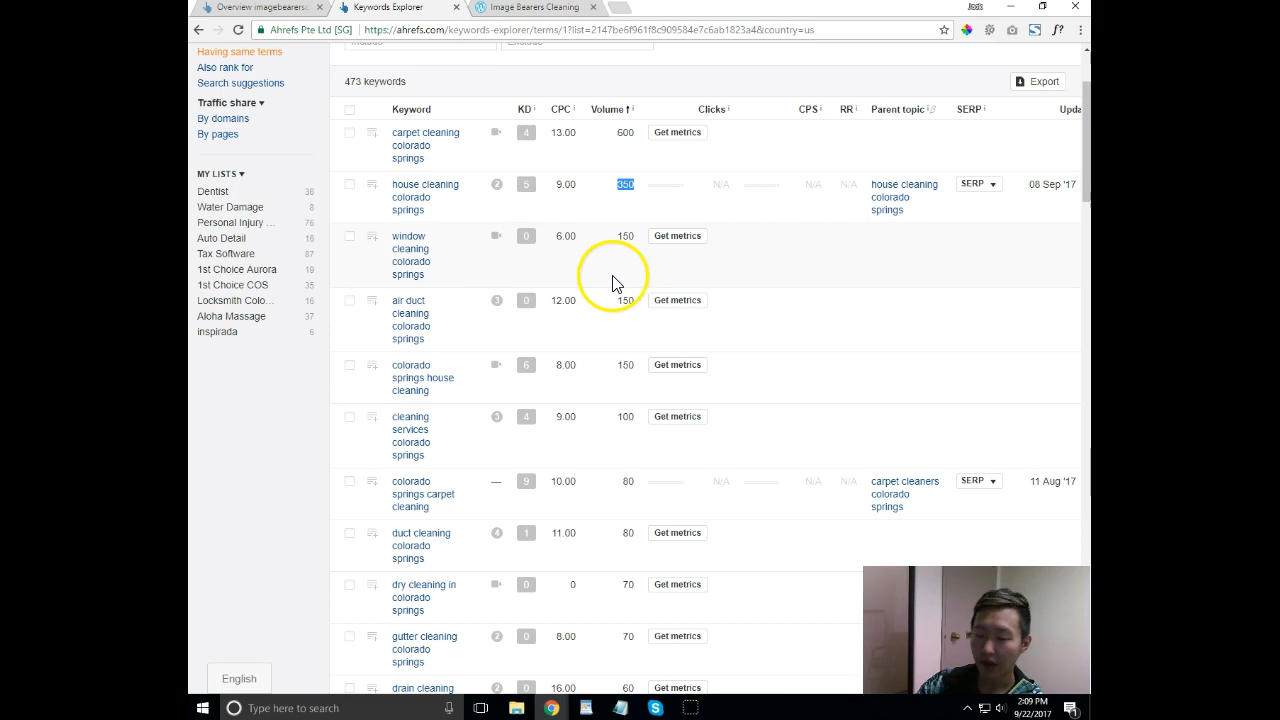 Overview imagebearers:
Keywords Explorer
Image Bearers Cleaning
Ahrefs Pte Ltd [SG]
https://ahrefs.com/keywords-explorer/terms/1?list=2147be6f961f8c909584e7c6ab1823a4&country=us
Having same terms
Also rank for
Search suggestions
Traffic share
By domains
By pages
MY LISTS
Dentist 36
Water Damage 8
Personal Injury ... 76
Auto Detail 16
Tax Software 87
1st Choice Aurora 19
1st Choice COS 35
Locksmith Colo... 16
Aloha Massage 37
inspirada 6
English
473 keywords
Export
Keyword KD CPC Volume Clicks CPS RR Parent topic SERP Upda
carpet cleaning 4 13.00 600 Get metrics
colorado
springs
house cleaning 2 5 9.00 350 N/A N/A N/A house cleaning SERP 08 Sep '17
colorado colorado
springs springs
window 0 6.00 150 Get metrics
cleaning
colorado
springs
air duct 3 0 12.00 150 Get metrics
cleaning
colorado
springs
colorado 6 8.00 150 Get metrics
springs house
cleaning
cleaning 3 4 9.00 100 Get metrics
services
colorado
springs
colorado — 9 10.00 80 N/A N/A N/A carpet cleaners SERP 11 Aug '17
springs carpet colorado
cleaning springs
duct cleaning 4 1 11.00 80 Get metrics
colorado
springs
dry cleaning in 0 0 70 Get metrics
colorado
springs
gutter cleaning 2 0 8.00 70 Get metrics
colorado
springs
drain cleaning 2 0 16.00 60 Get metrics
Type here to search
2:09 PM
9/22/2017